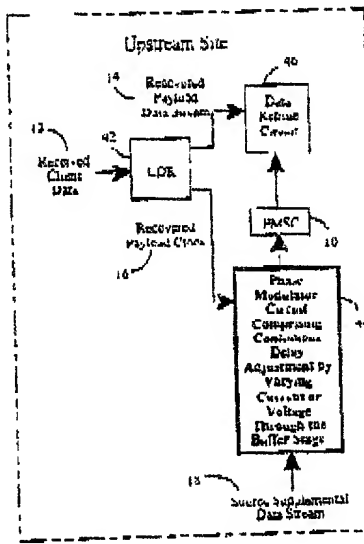 Upstream Site
14
Recovered
Payload
Data Stream
46
Data
Retime
Circuit
12
Received
Client
Data
42
CDR
PMSC
10
Recovered
Payload Clock
16
Phase
Modulator
Circuit
Comprising
Continuous
Delay
Adjustment by
Varying
Current or
Voltage
Through the
Buffer Stage
18
Source Supplemental
Data Stream